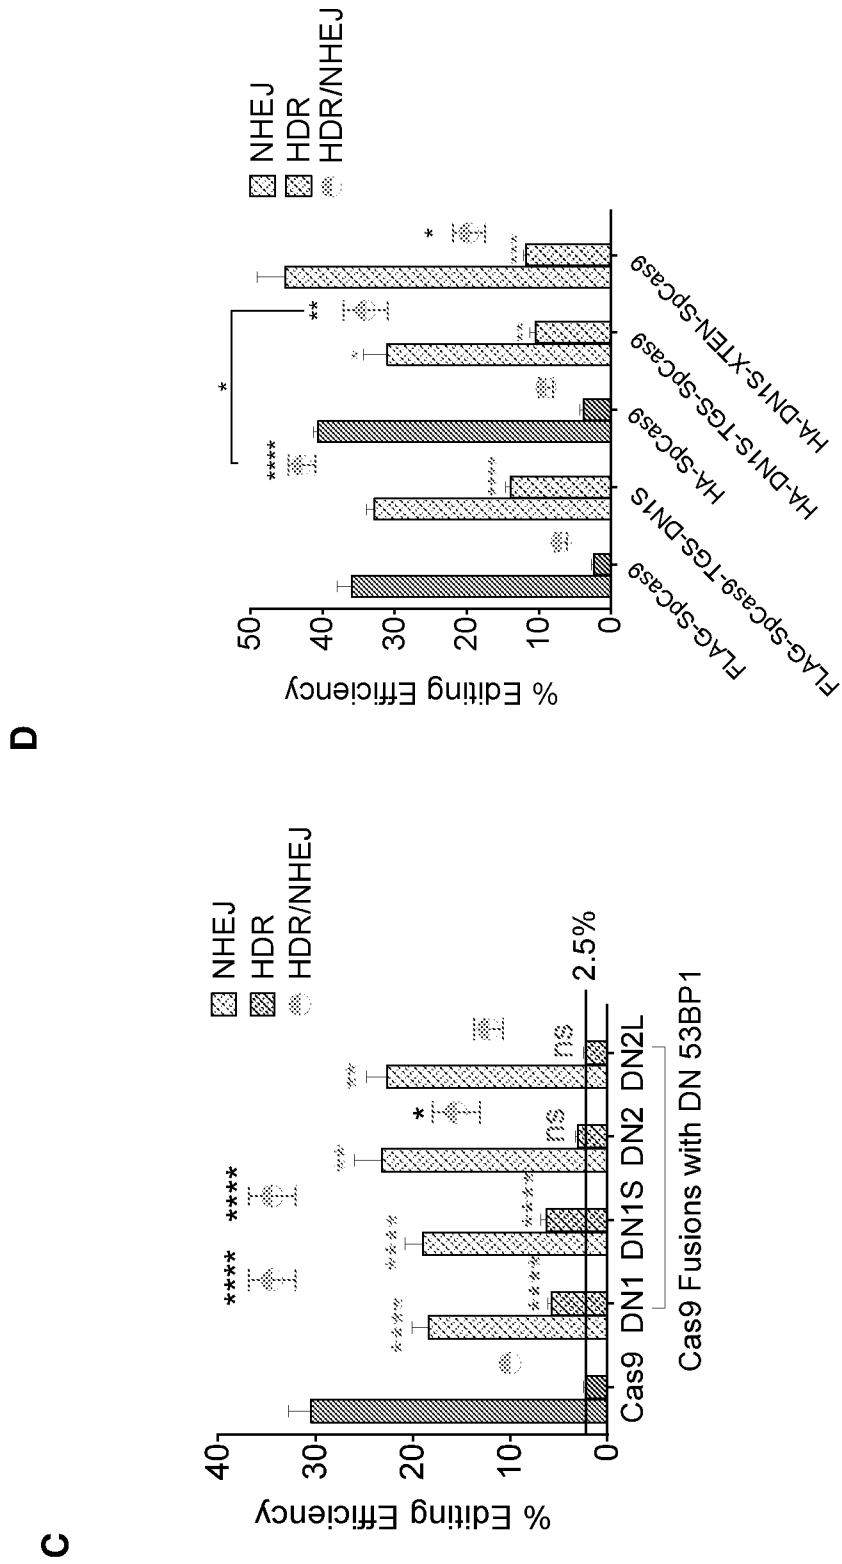 C
% Editing Efficiency
40
30
20
10
0
****
****
****
****
**
*
**
****
****
ns
ns
Cas9 DN1 DN1S DN2 DN2L
2.5%
Cas9 Fusions with DN 53BP1
NHEJ
HDR
HDR/NHEJ
D
% Editing Efficiency
50
40
30
20
10
0
*
****
****
**
*
**
*
***
FLAG-SpCas9
FLAG-SpCas9-TGS-DN1S
HA-SpCas9
HA-DN1S-TGS-SpCas9
HA-DN1S-XTEN-SpCas9
NHEJ
HDR
HDR/NHEJ